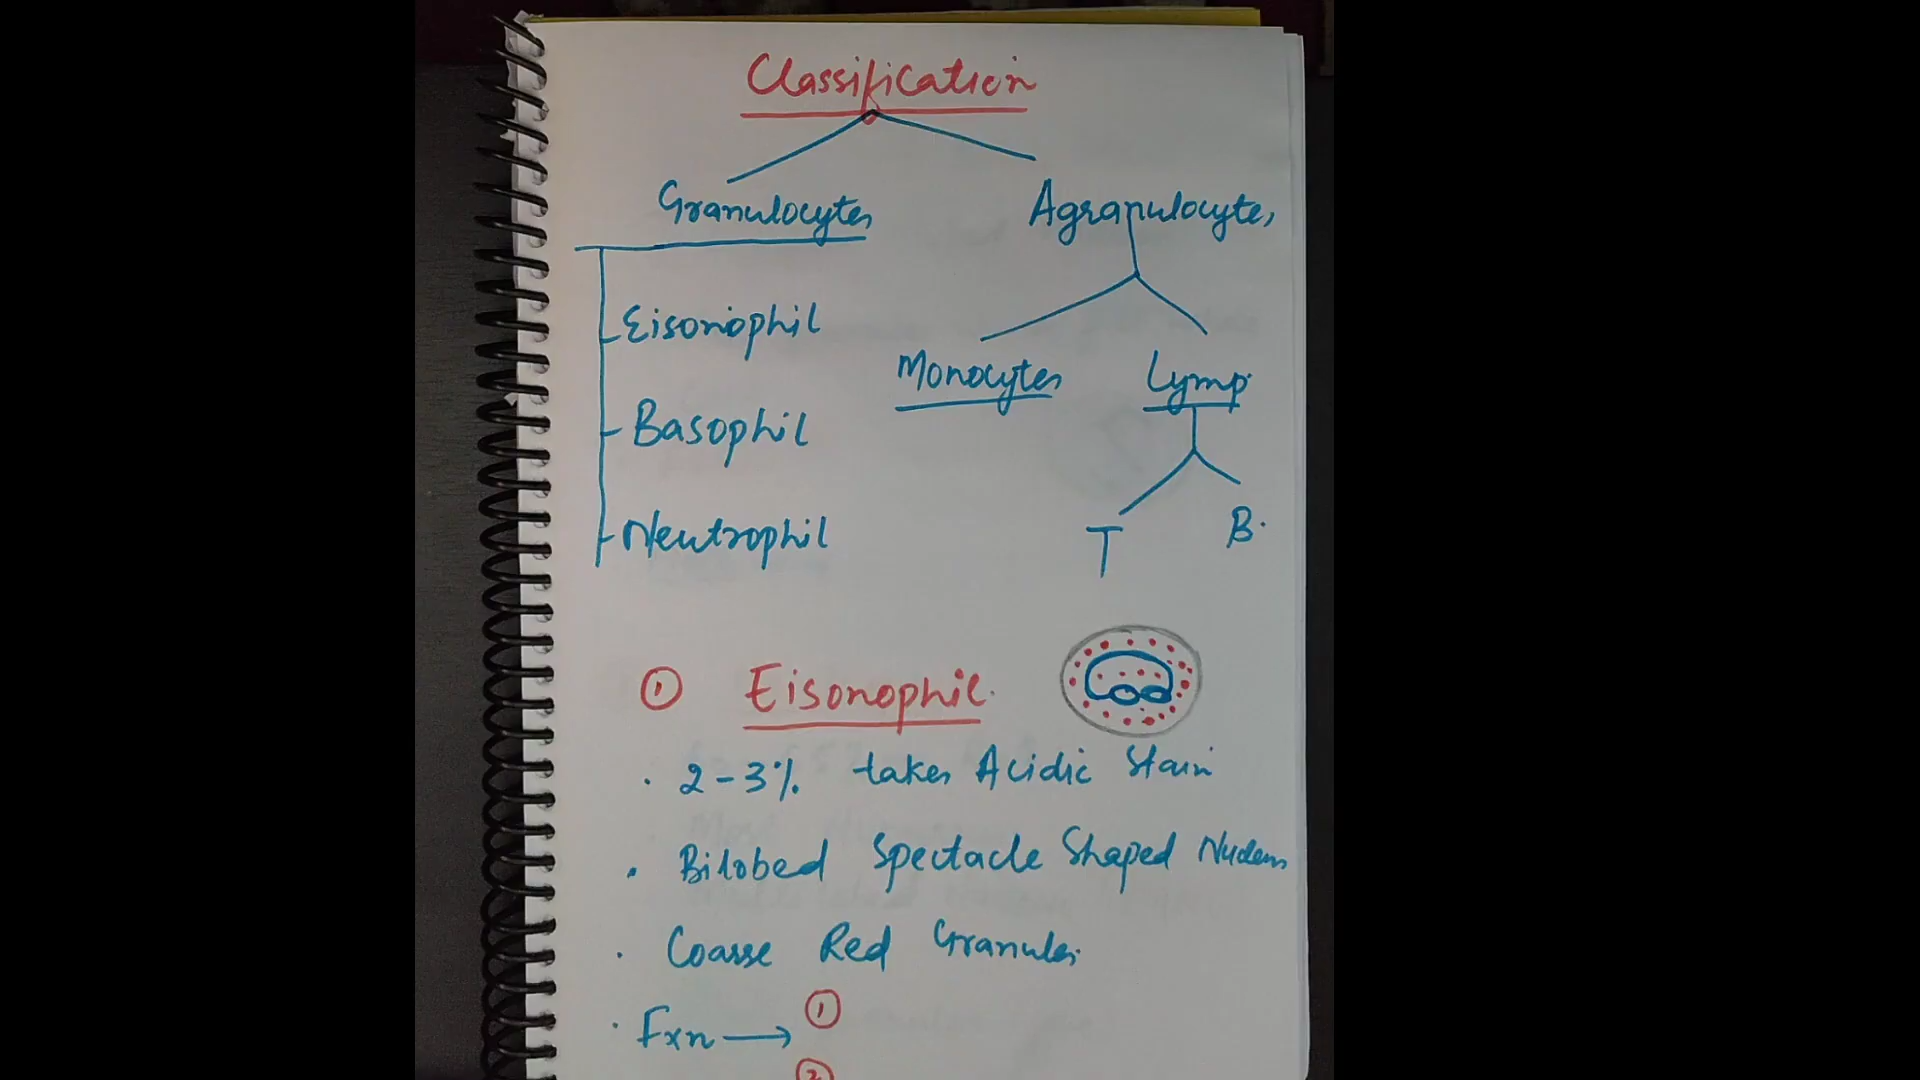 Classification
Granulocytes Agranulocytes
Eisonophil
Monocytes Lymp.
Basophil
Neutrophil
T B.
① Eisonophil.
. 2-3% takes Acidic Stain
. Bilobed Spectacle Shaped Nucleus
. Coarse Red Granules.
. Fxn → ①
②